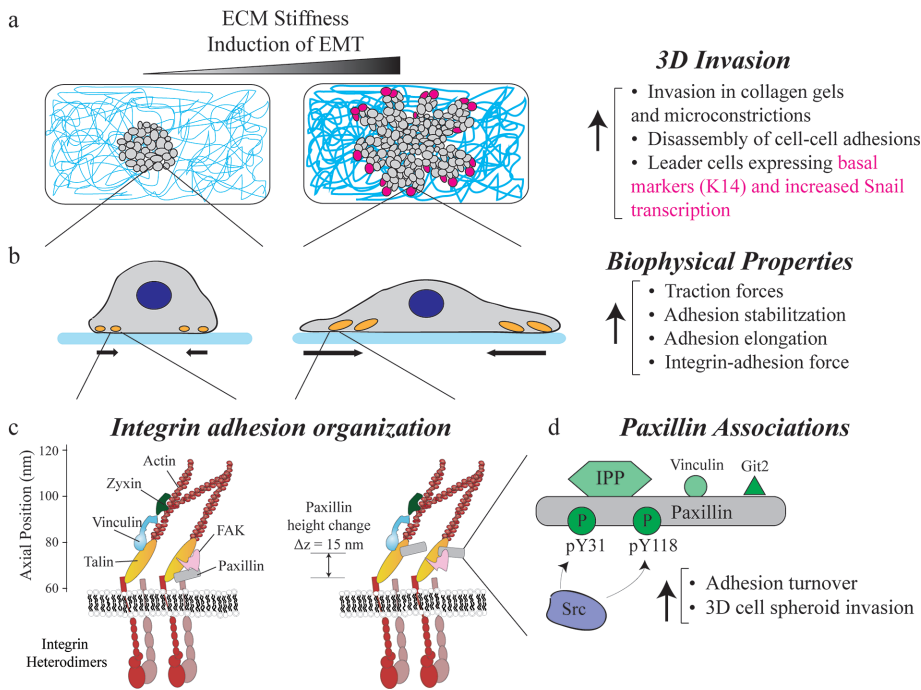 a
ECM Stiffness
Induction of EMT
3D Invasion
• Invasion in collagen gels
and microconstrictions
• Disassembly of cell-cell adhesions
• Leader cells expressing basal
markers (K14) and increased Snail
transcription
b
Biophysical Properties
• Traction forces
• Adhesion stabilitzation
• Adhesion elongation
• Integrin-adhesion force
c
Integrin adhesion organization
Axial Position (nm)
120
100
80
60
Actin
Zyxin
Vinculin
Talin
FAK
Paxillin
Integrin
Heterodimers
Paxillin
height change
Δz = 15 nm
d
Paxillin Associations
IPP
Vinculin
Git2
Paxillin
P
P
pY31
pY118
Src
• Adhesion turnover
• 3D cell spheroid invasion